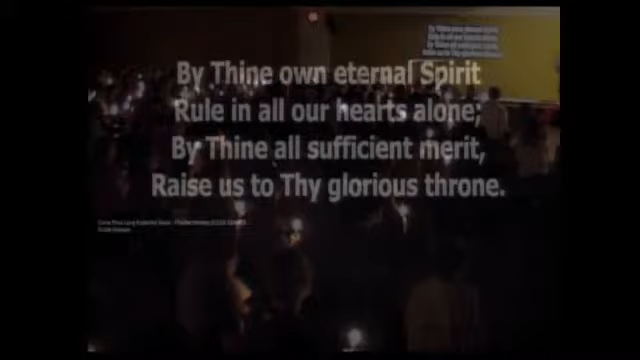 By Thine own eternal Spirit
Rule in all our hearts alone;
By Thine all sufficient merit,
Raise us to Thy glorious throne.